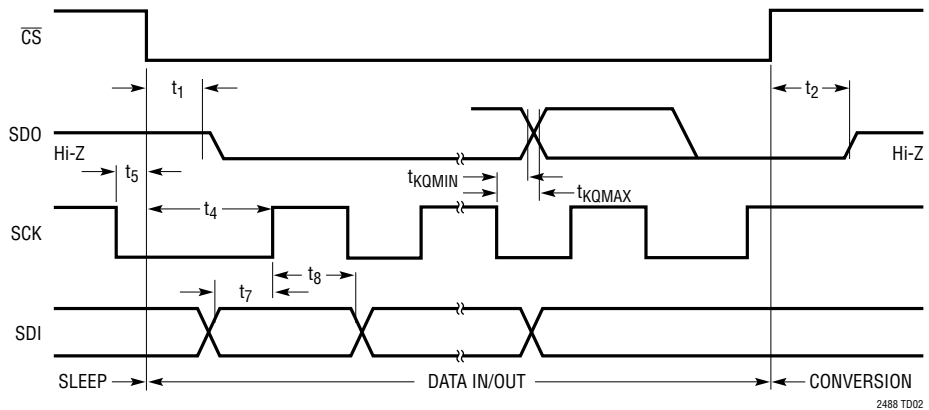 CS
t1
t2
SDO
Hi-Z
Hi-Z
t5
tKQMIN
tKQMAX
t4
SCK
t8
t7
SDI
SLEEP
DATA IN/OUT
CONVERSION
2488 TD02